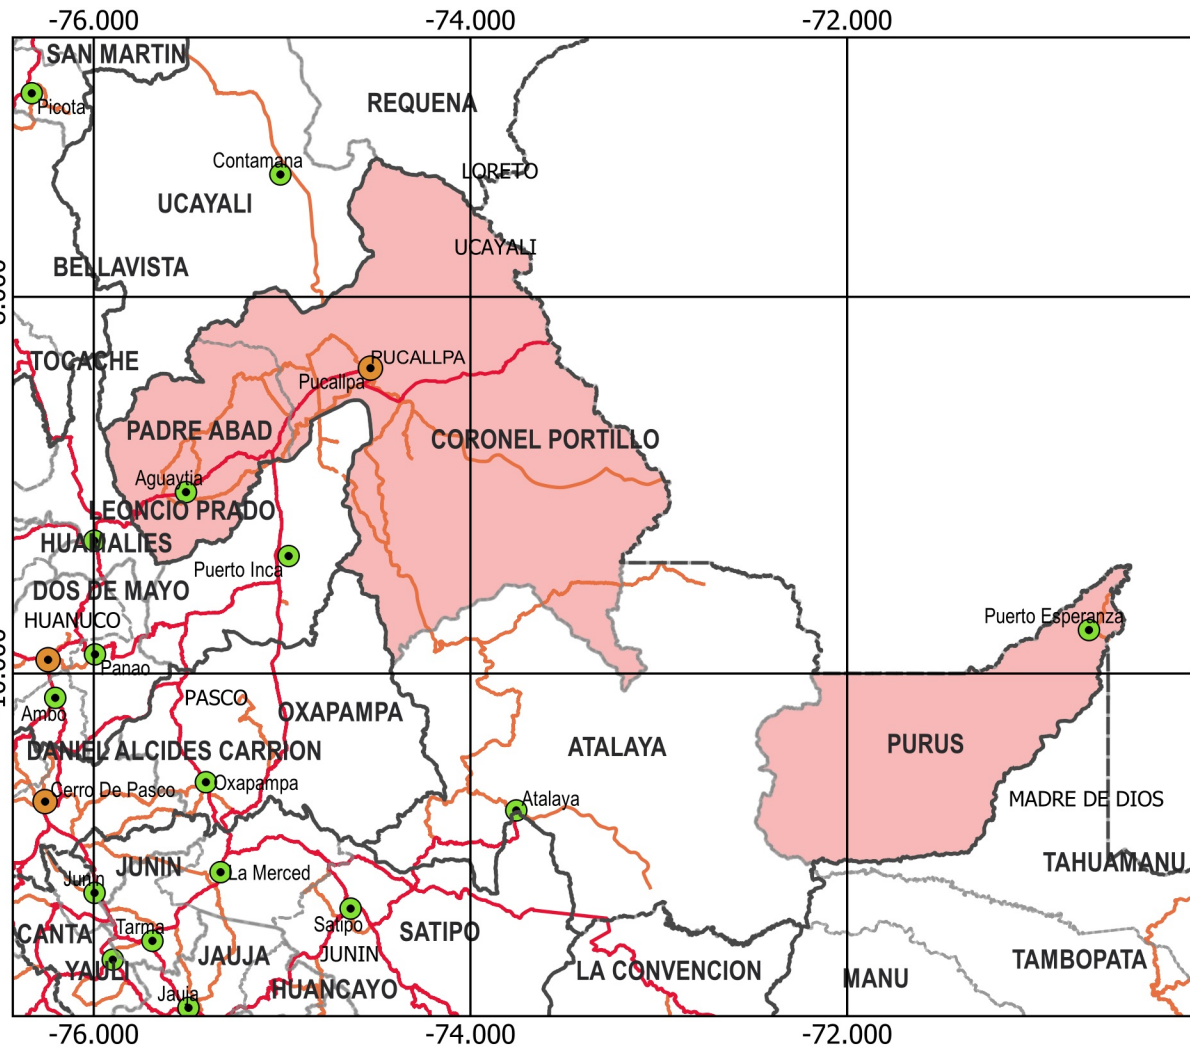 -76.000
-74.000
-72.000
SAN MARTIN
Picota
REQUENA
Contamana
LORETO
UCAYALI
UCAYALI
BELLAVISTA
TOCACHE
PUCALLPA
Pucallpa
PADRE ABAD
CORONEL PORTILLO
Aguaytia
LEONCIO PRADO
HUAMALIES
Puerto Inca
DOS DE MAYO
HUANUCO
Puerto Esperanza
Panao
PASCO
Ambo
OXAPAMPA
DANIEL ALCIDES CARRION
ATALAYA
PURUS
Cerro De Pasco
Oxapampa
Atalaya
MADRE DE DIOS
JUNIN
La Merced
TAHUAMANU
Junin
Tarma
Satipo
CANTA
SATIPO
JAUJA
JUNIN
YAULI
LA CONVENCION
MANU
TAMBOPATA
HUANCAYO
Jauja
-76.000
-74.000
-72.000